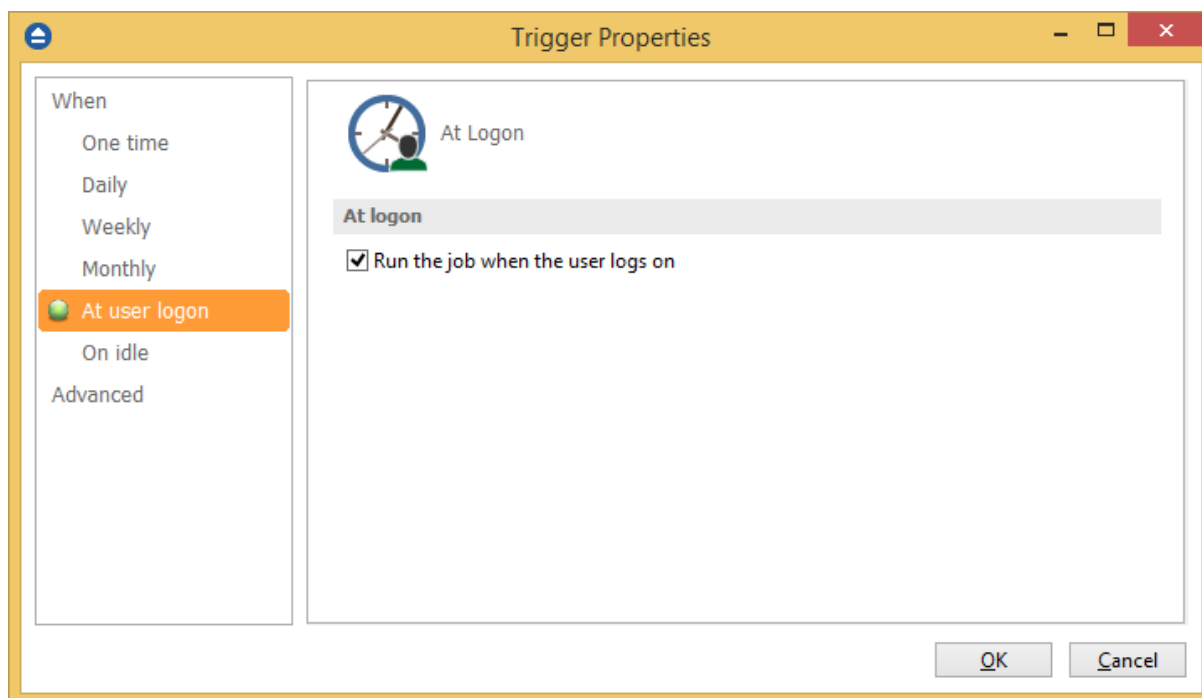 Trigger Properties
When
One time
Daily
Weekly
Monthly
At user logon
On idle
Advanced
At Logon
At logon
Run the job when the user logs on
OK
Cancel